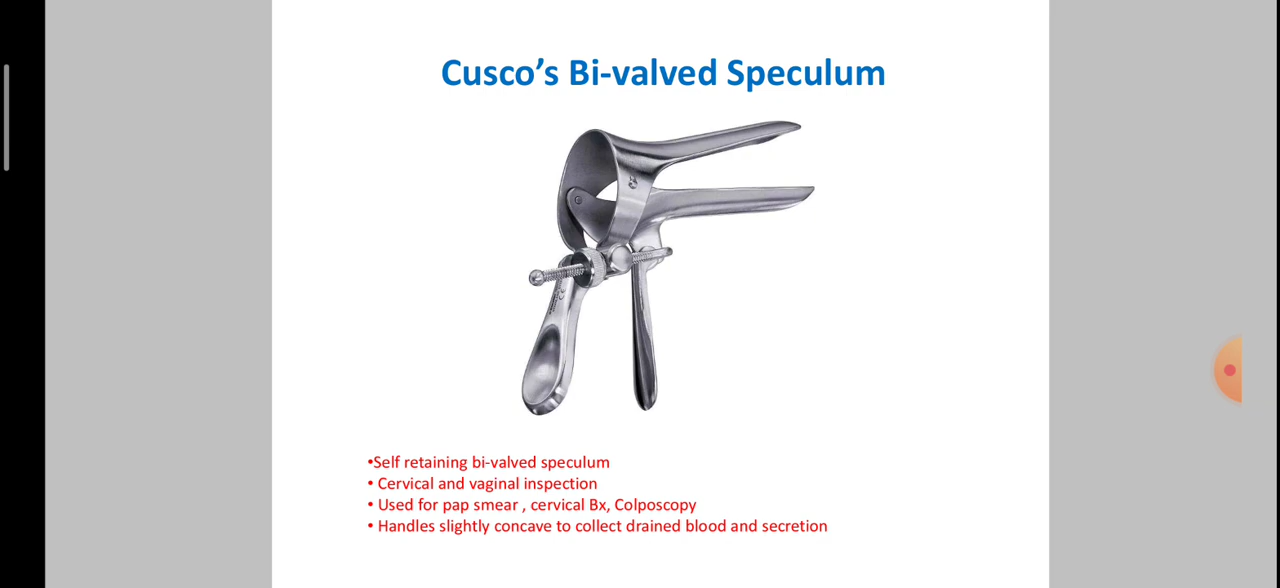 Cusco’s Bi-valved Speculum
•Self retaining bi-valved speculum
• Cervical and vaginal inspection
• Used for pap smear , cervical Bx, Colposcopy
• Handles slightly concave to collect drained blood and secretion